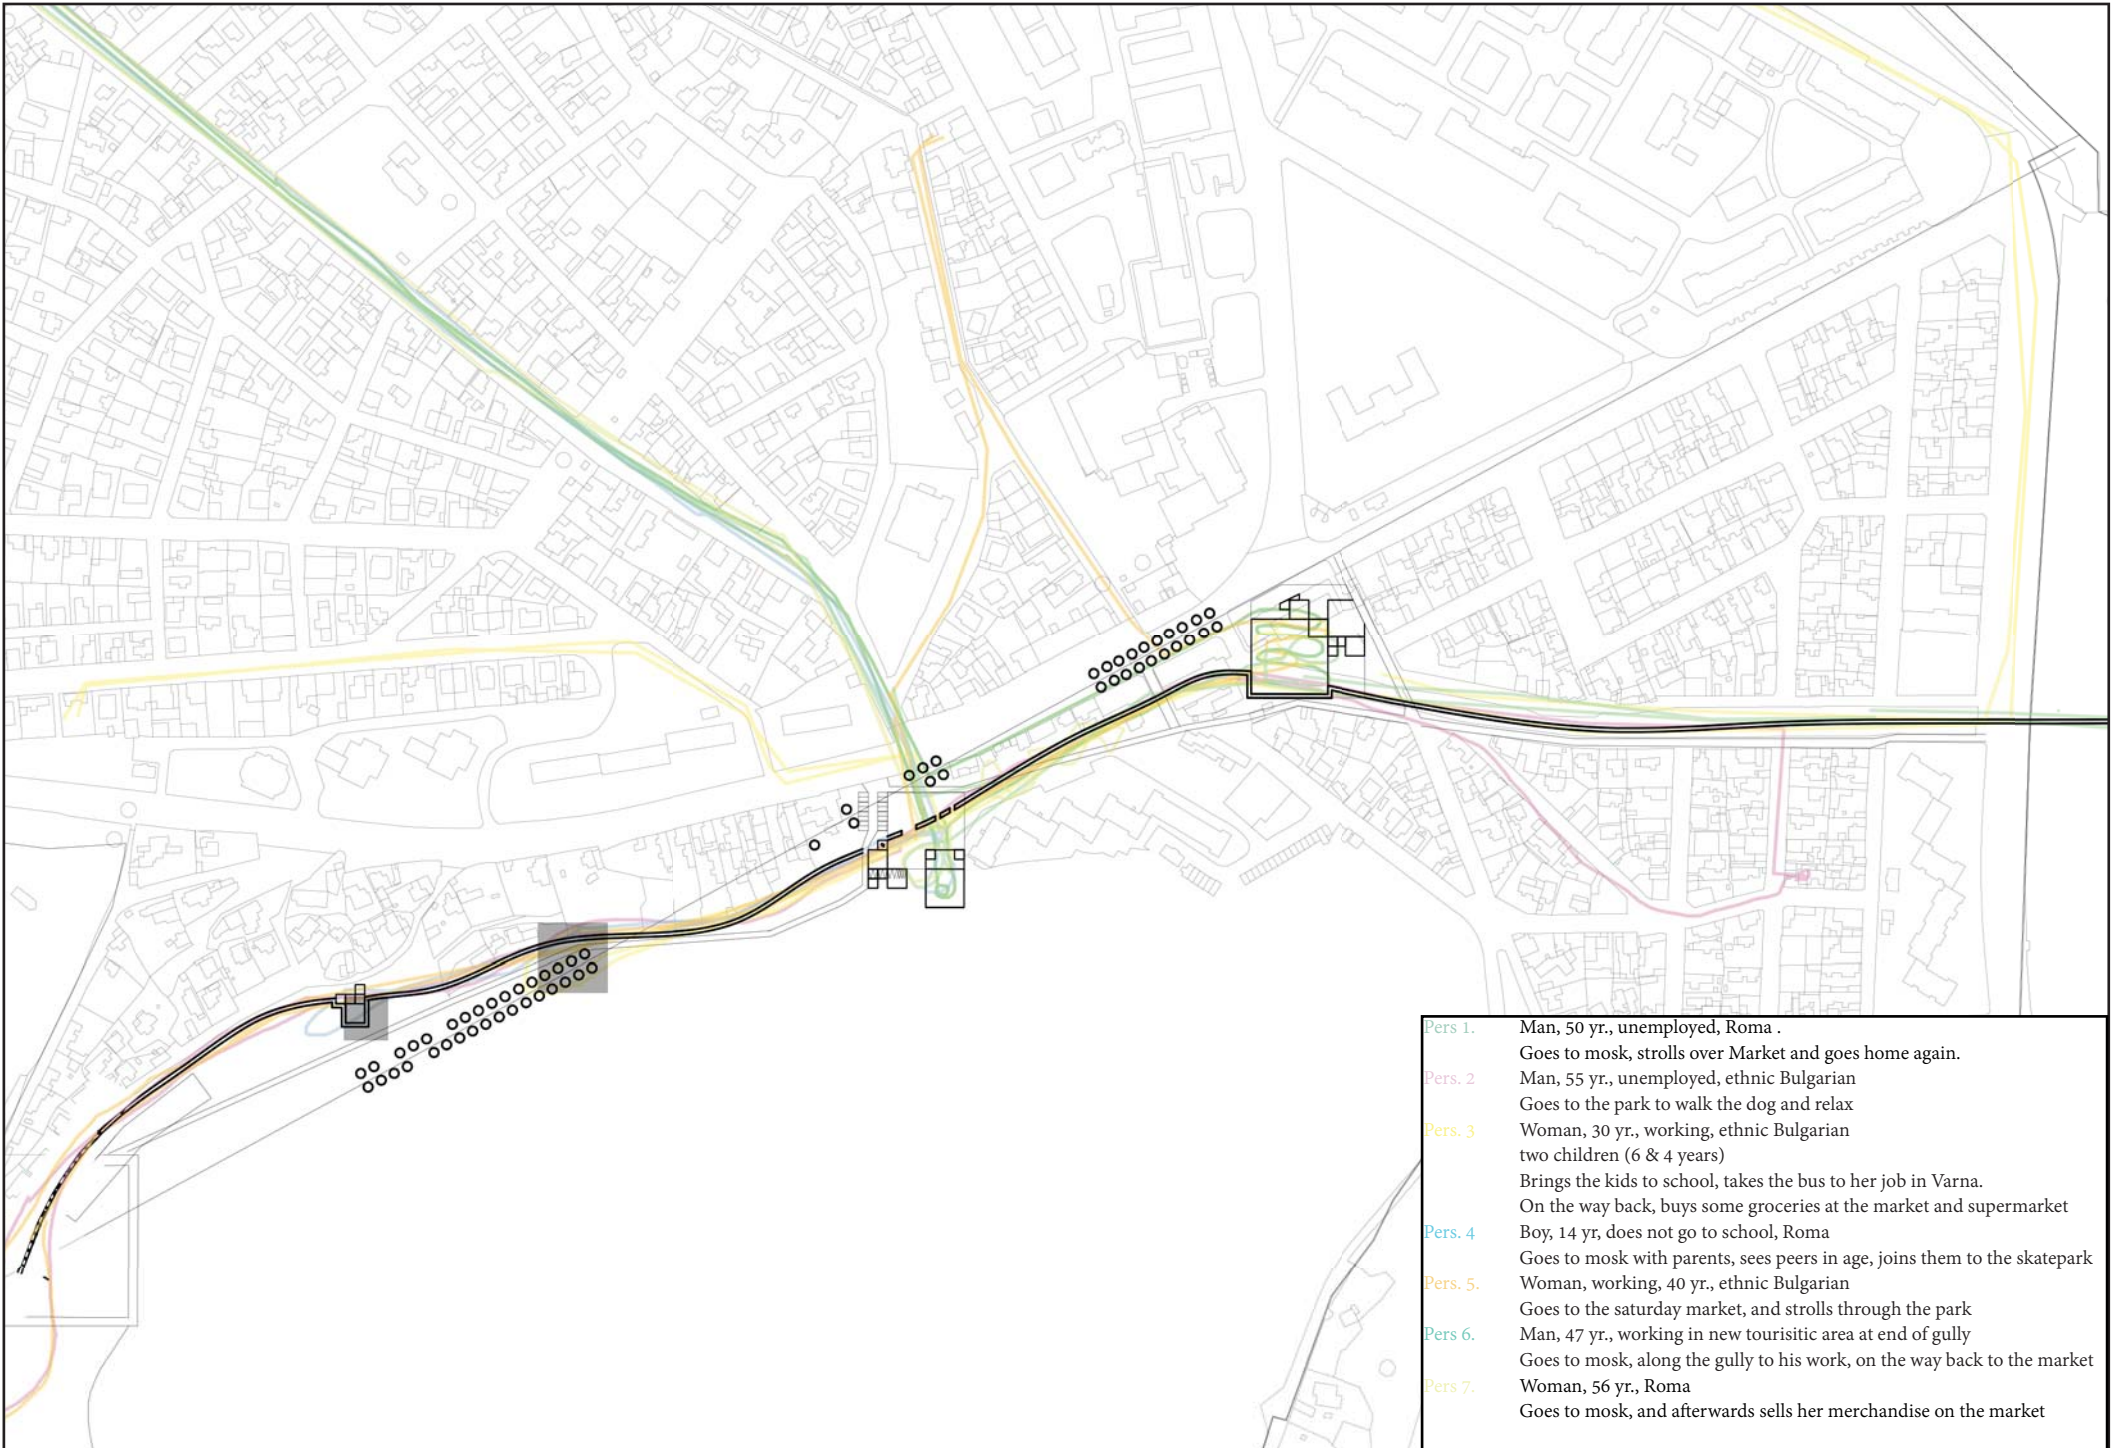 Pers 1. Man, 50 yr., unemployed, Roma .
Goes to mosk, strolls over Market and goes home again.
Pers. 2 Man, 55 yr., unemployed, ethnic Bulgarian
Goes to the park to walk the dog and relax
Pers. 3 Woman, 30 yr., working, ethnic Bulgarian
two children (6 & 4 years)
Brings the kids to school, takes the bus to her job in Varna.
On the way back, buys some groceries at the market and supermarket
Pers. 4 Boy, 14 yr, does not go to school, Roma
Goes to mosk with parents, sees peers in age, joins them to the skatepark
Pers. 5. Woman, working, 40 yr., ethnic Bulgarian
Goes to the saturday market, and strolls through the park
Pers 6. Man, 47 yr., working in new tourisitic area at end of gully
Goes to mosk, along the gully to his work, on the way back to the market
Pers 7. Woman, 56 yr., Roma
Goes to mosk, and afterwards sells her merchandise on the market